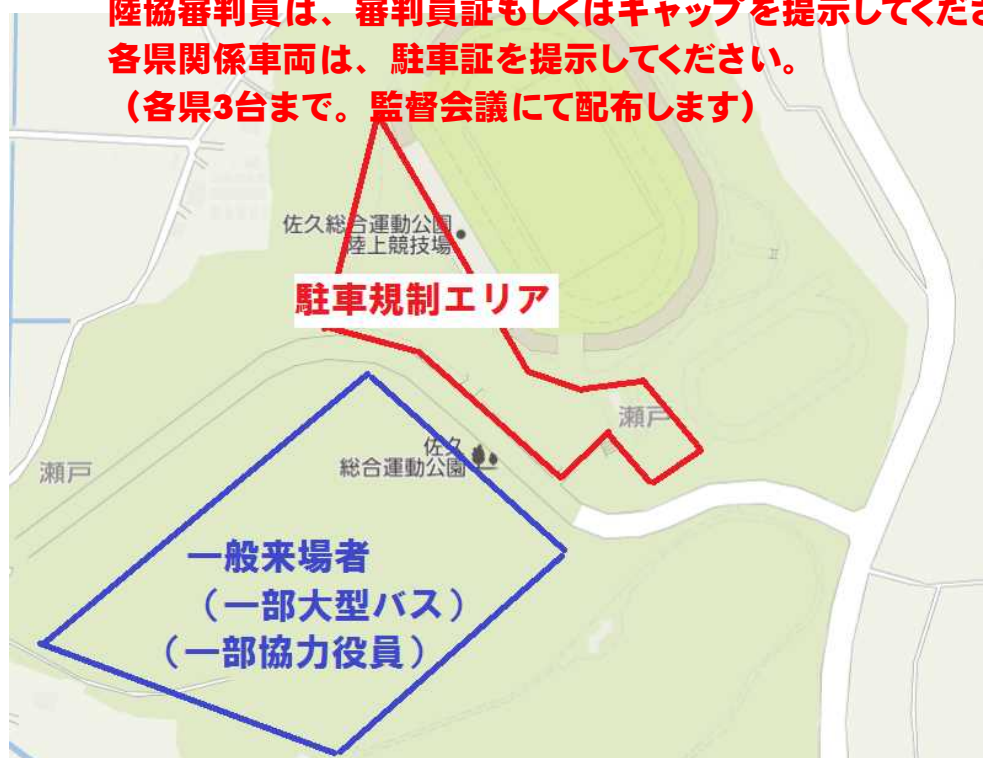 陸協審判員は、審判員証もしくはキャップを提示してくださ
各県関係車両は、駐車証を提示してください。
（各県3台まで。監督会議にて配布します）
佐久総合運動公園
陸上競技場
駐車規制エリア
瀬戸
佐久
総合運動公園
瀬戸
一般来場者
（一部大型バス）
（一部協力役員）